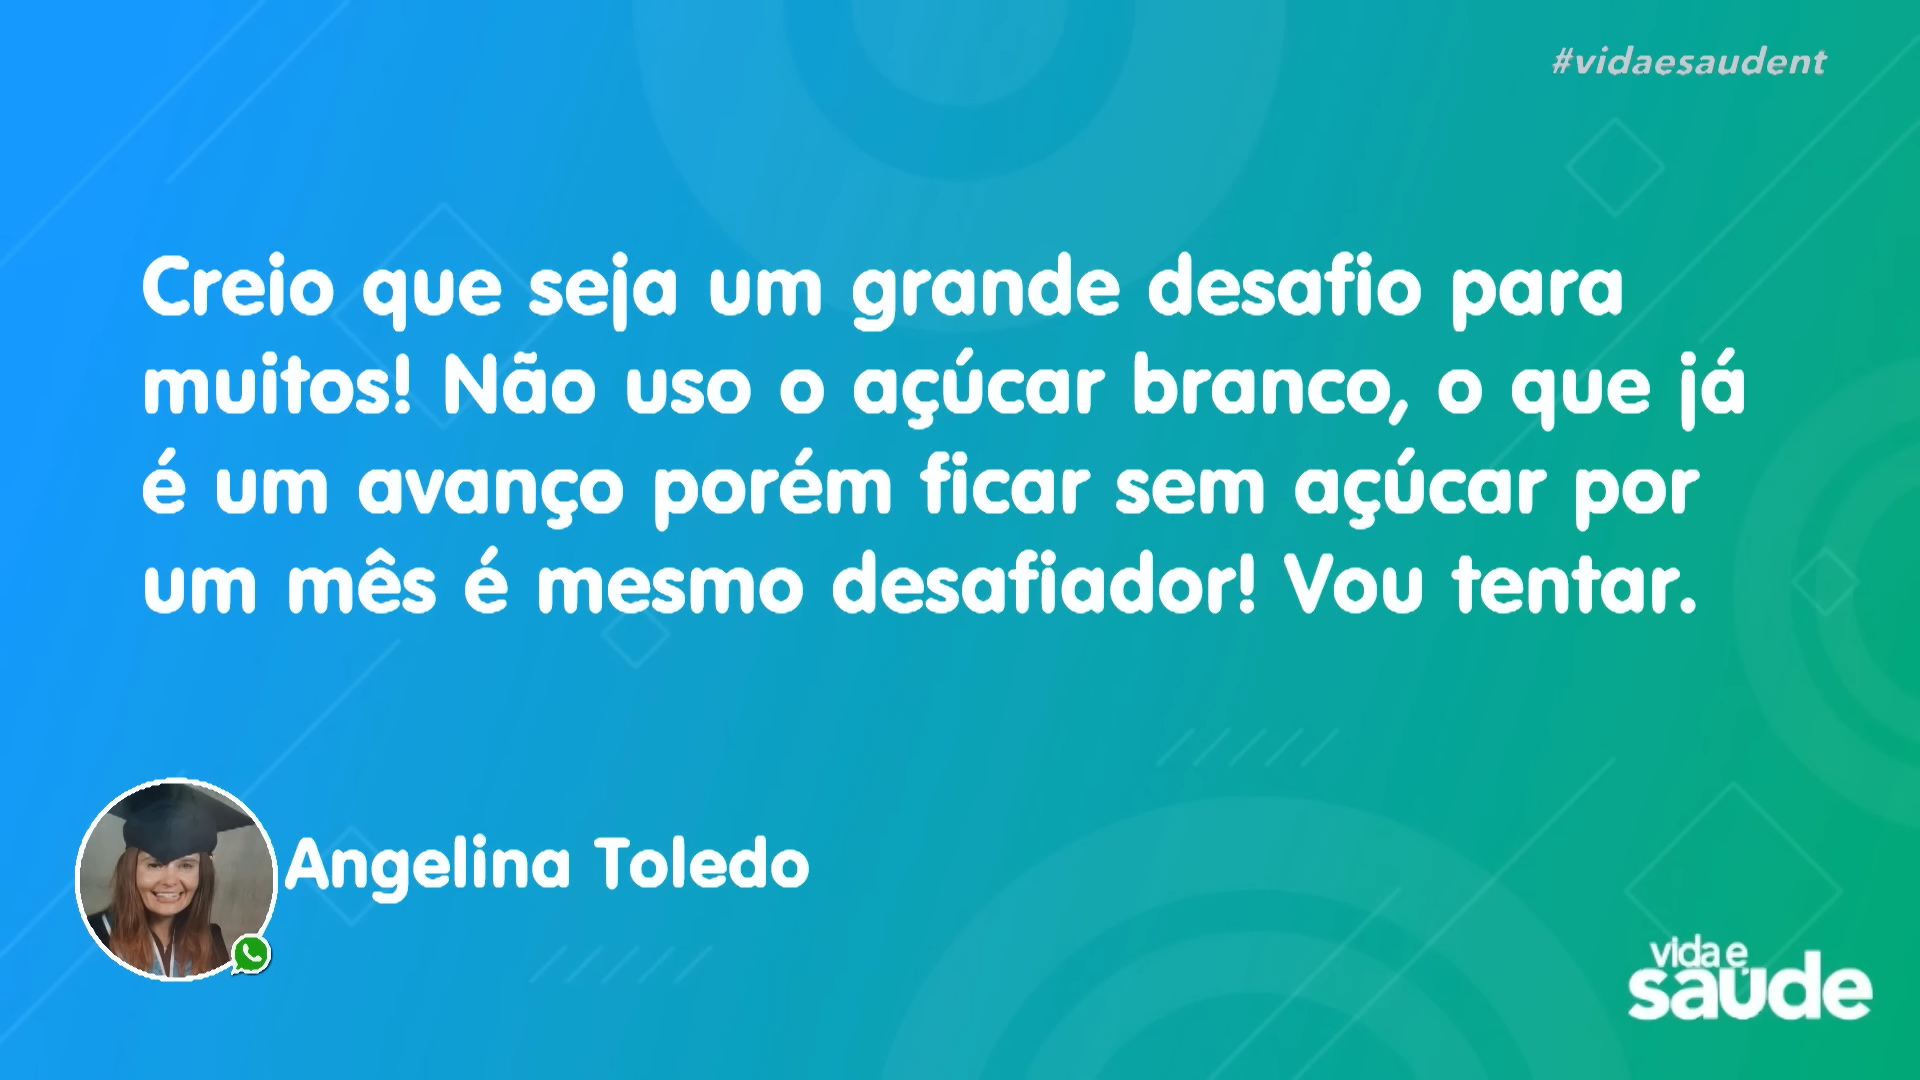 #vidaesaudent
Creio que seja um grande desafio para
muitos! Não uso o açúcar branco, o que já
é um avanço porém ficar sem açúcar por
um mês é mesmo desafiador! Vou tentar.
Angelina Toledo
vida e
saúde